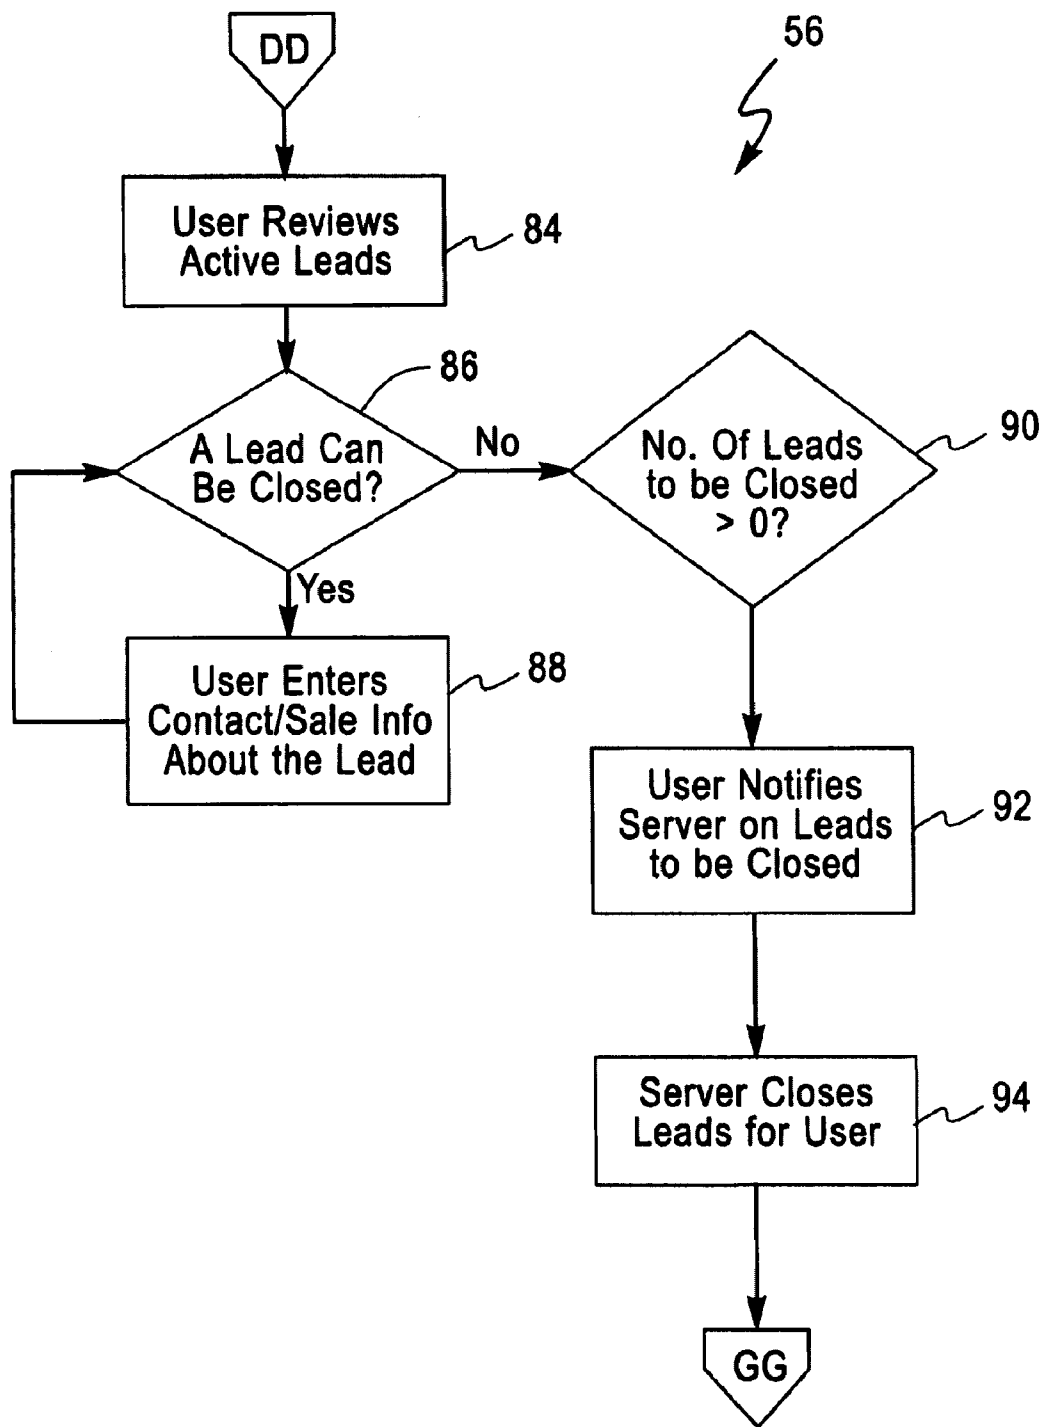 DD
56
User Reviews
Active Leads
84
86
A Lead Can
Be Closed?
No
Yes
User Enters
Contact/Sale Info
About the Lead
88
No. Of Leads
to be Closed
> 0?
90
User Notifies
Server on Leads
to be Closed
92
Server Closes
Leads for User
94
GG